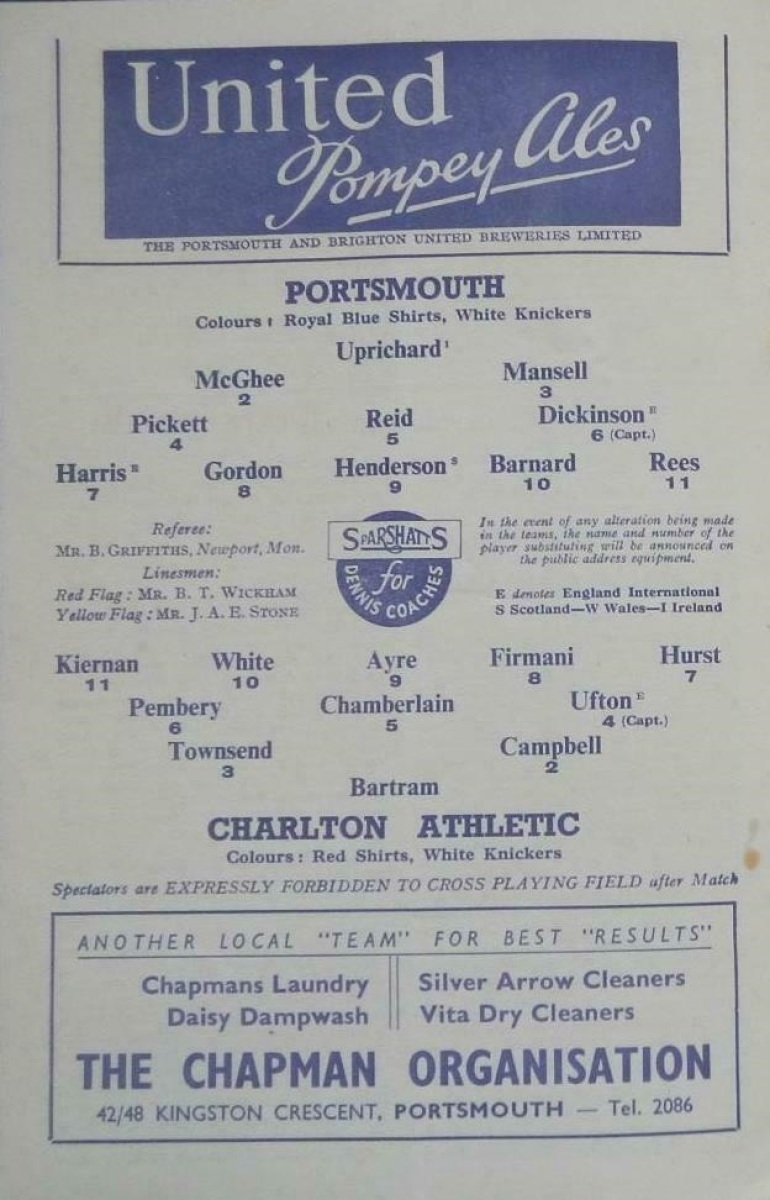 United
Pompey Ales
THE PORTSMOUTH AND BRIGHTON UNITED BREWERIES LIMITED
PORTSMOUTH
Colours : Royal Blue Shirts, White Knickers
Uprichard I
McGhee Mansell
2 3
Pickett Reid Dickinson E
4 5 6 (Capt.)
Harris E Gordon Henderson S Barnard Rees
7 8 9 10 11
Referee:
MR. B. GRIFFITHS, Newport, Mon.
Linesmen:
Red Flag : MR. B. T. WICKHAM
Yellow Flag : MR. J. A. E. STONE
SPARSHATTS
for
DENNIS COACHES
In the event of any alteration being made
in the teams, the name and number of the
player substituting will be announced on
the public address equipment.
E denotes England International
S Scotland—W Wales—I Ireland
Kiernan White Ayre Firmani Hurst
11 10 9 8 7
Pembery Chamberlain Ufton E
6 5 4 (Capt.)
Townsend Campbell
3 2
Bartram
CHARLTON ATHLETIC
Colours : Red Shirts, White Knickers
Spectators are EXPRESSLY FORBIDDEN TO CROSS PLAYING FIELD after Match
ANOTHER LOCAL "TEAM" FOR BEST "RESULTS"
Chapmans Laundry
Daisy Dampwash
Silver Arrow Cleaners
Vita Dry Cleaners
THE CHAPMAN ORGANISATION
42/48 KINGSTON CRESCENT, PORTSMOUTH — Tel. 2086